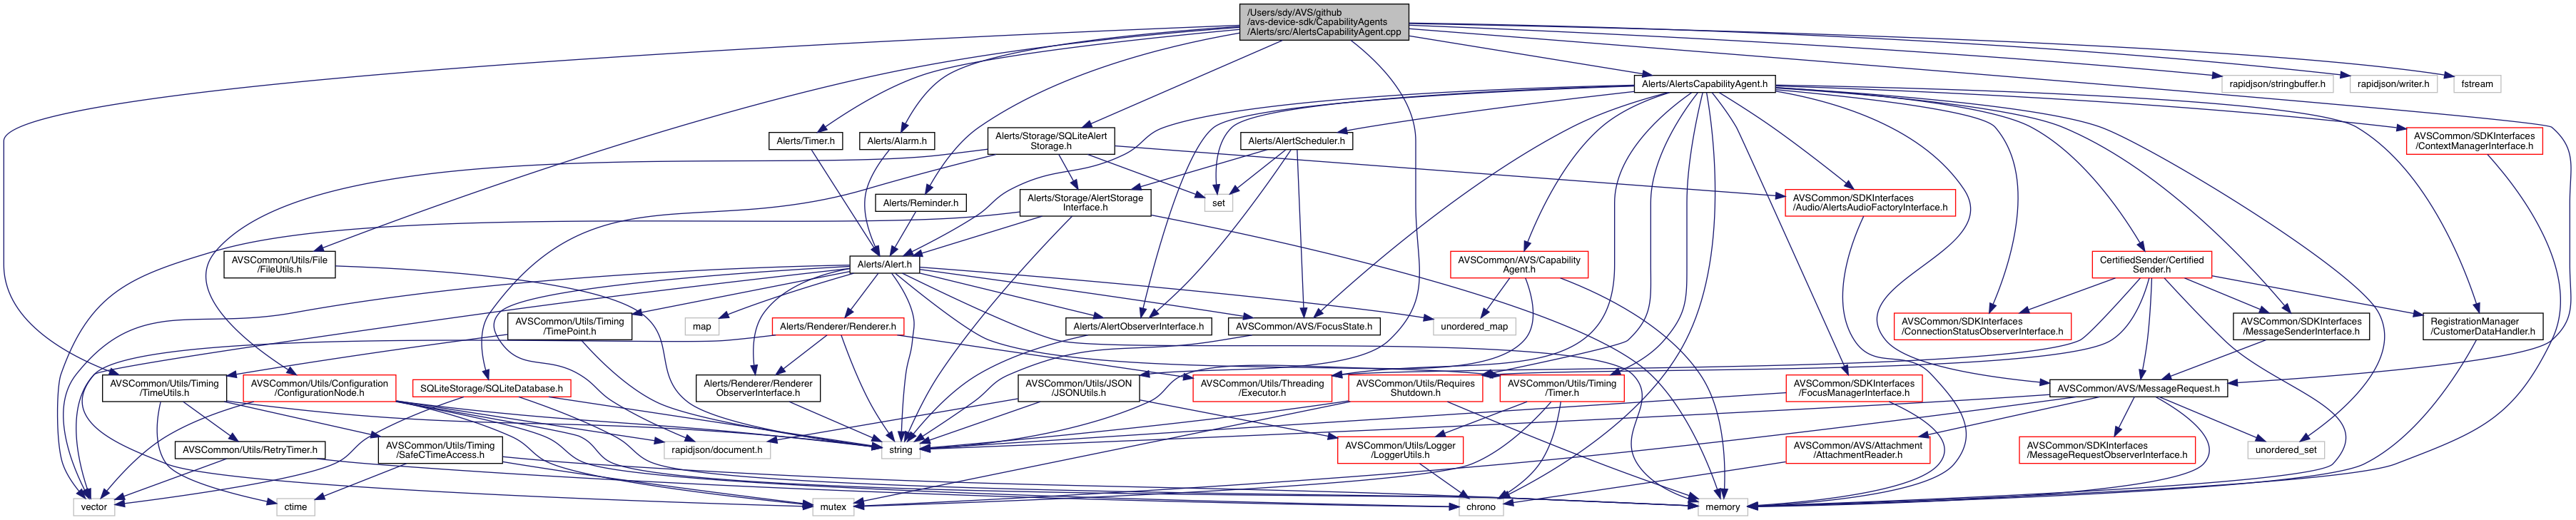 /Users/sdy/AVS/github
/avs-device-sdk/CapabilityAgents
/Alerts/src/AlertsCapabilityAgent.cpp
Alerts/AlertsCapabilityAgent.h
rapidjson/stringbuffer.h
rapidjson/writer.h
fstream
Alerts/Timer.h
Alerts/Alarm.h
Alerts/Storage/SQLiteAlert
Storage.h
Alerts/AlertScheduler.h
AVSCommon/SDKInterfaces
/ContextManagerInterface.h
Alerts/Reminder.h
Alerts/Storage/AlertStorage
Interface.h
set
AVSCommon/SDKInterfaces
/Audio/AlertsAudioFactoryInterface.h
AVSCommon/Utils/File
/FileUtils.h
Alerts/Alert.h
AVSCommon/AVS/Capability
Agent.h
CertifiedSender/Certified
Sender.h
AVSCommon/Utils/Timing
/TimePoint.h
map
Alerts/Renderer/Renderer.h
Alerts/AlertObserverInterface.h
AVSCommon/AVS/FocusState.h
unordered_map
AVSCommon/SDKInterfaces
/ConnectionStatusObserverInterface.h
AVSCommon/SDKInterfaces
/MessageSenderInterface.h
RegistrationManager
/CustomerDataHandler.h
AVSCommon/Utils/Timing
/TimeUtils.h
AVSCommon/Utils/Configuration
/ConfigurationNode.h
SQLiteStorage/SQLiteDatabase.h
Alerts/Renderer/Renderer
ObserverInterface.h
AVSCommon/Utils/JSON
/JSONUtils.h
AVSCommon/Utils/Threading
/Executor.h
AVSCommon/Utils/Requires
Shutdown.h
AVSCommon/Utils/Timing
/Timer.h
AVSCommon/SDKInterfaces
/FocusManagerInterface.h
AVSCommon/AVS/MessageRequest.h
AVSCommon/Utils/RetryTimer.h
AVSCommon/Utils/Timing
/SafeCTimeAccess.h
rapidjson/document.h
string
AVSCommon/Utils/Logger
/LoggerUtils.h
AVSCommon/AVS/Attachment
/AttachmentReader.h
AVSCommon/SDKInterfaces
/MessageRequestObserverInterface.h
unordered_set
vector
ctime
mutex
chrono
memory